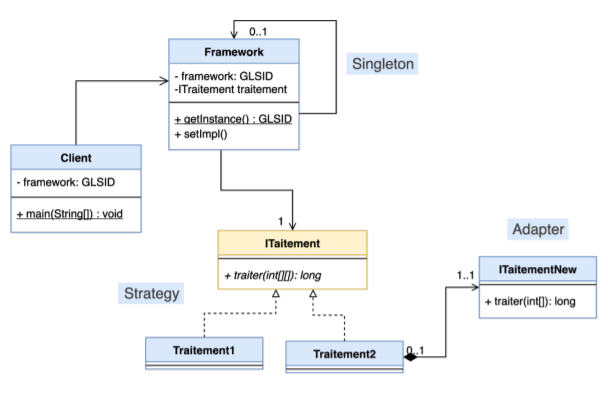 0..1
Framework
- framework: GLSID
-ITraitement traitement
+ getInstance() : GLSID
+ setImpl()
Singleton
Client
- framework: GLSID
+ main(String[]) : void
1
ITaitement
+ traiter(int[][]): long
Adapter
ITaitementNew
+ traiter(int[]): long
1..1
Strategy
Traitement1
Traitement2
0..1